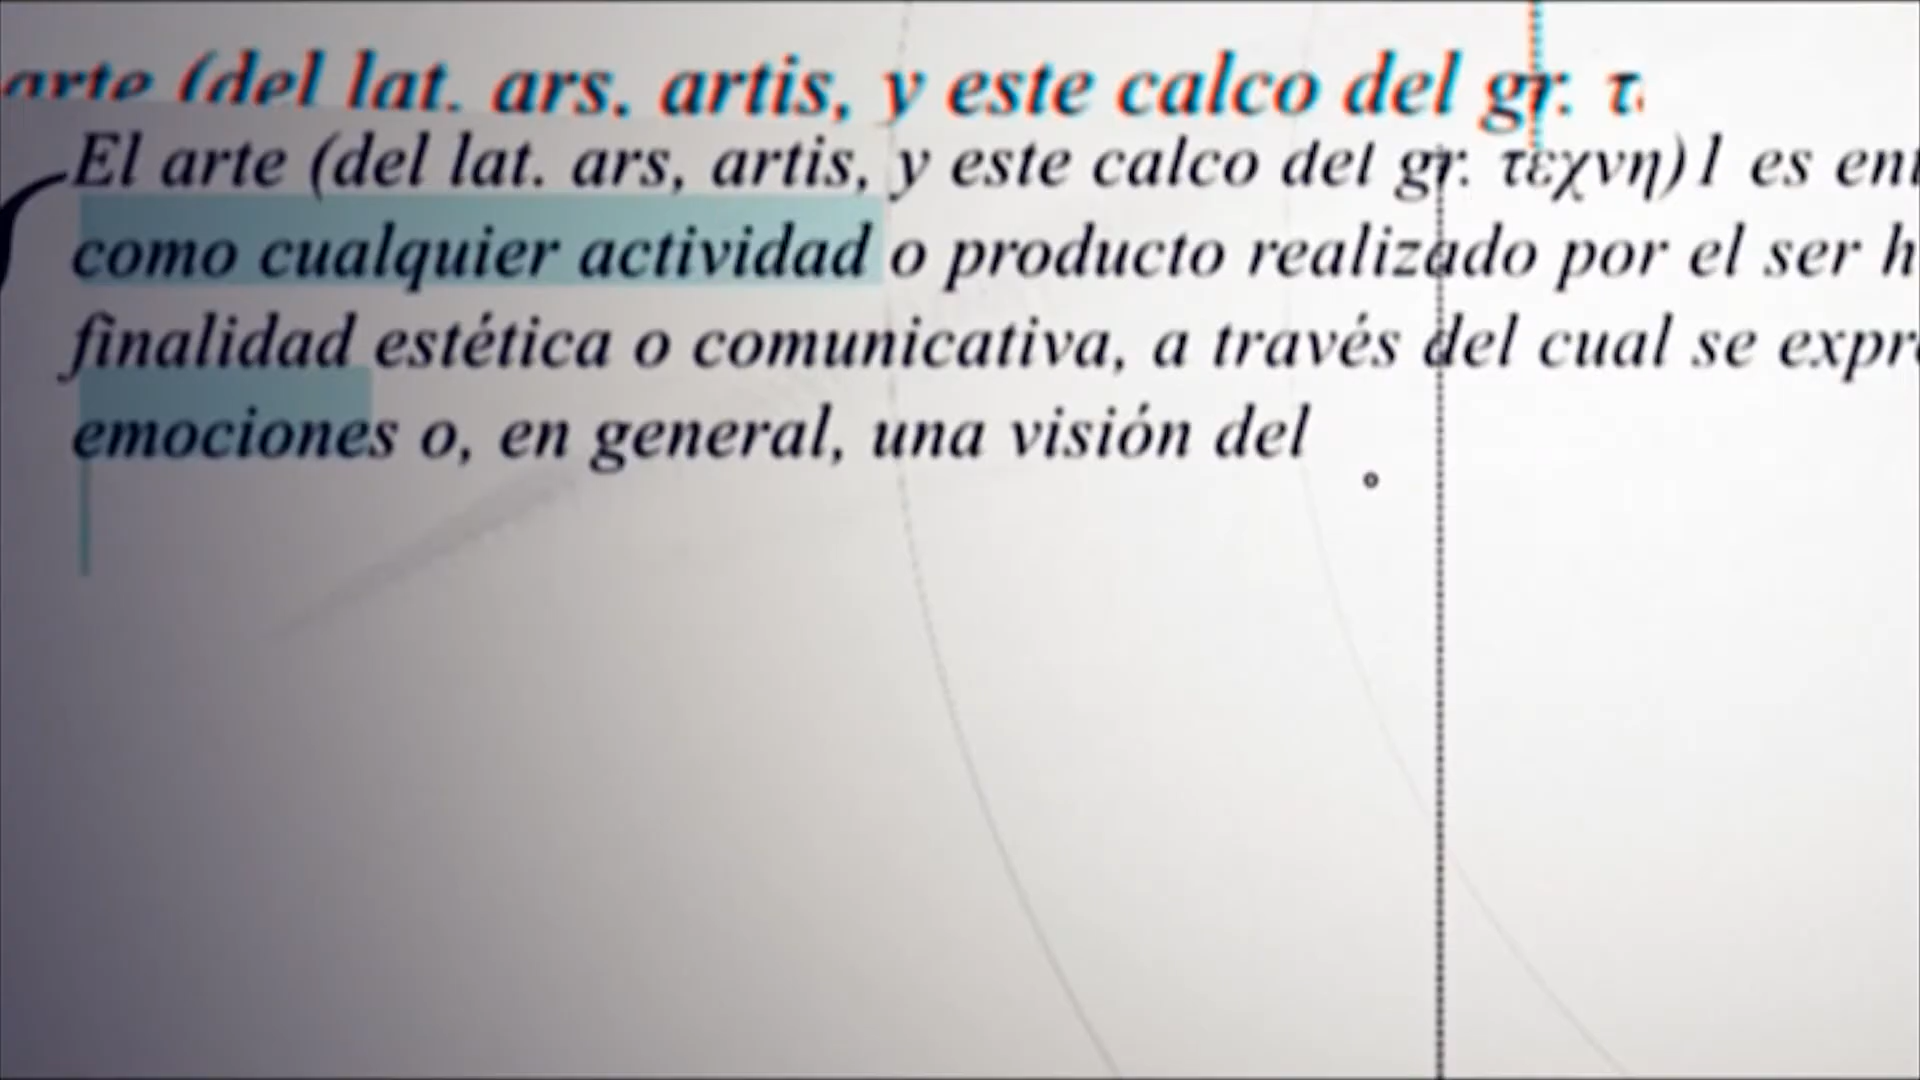 arte (del lat. ars. artis, y este calco del gr.
El arte (del lat. ars, artis, y este calco del gr. τεχνη)1 es
como cualquier actividad o producto realizado por el ser
finalidad estética o comunicativa, a través del cual se
emociones o, en general, una visión del